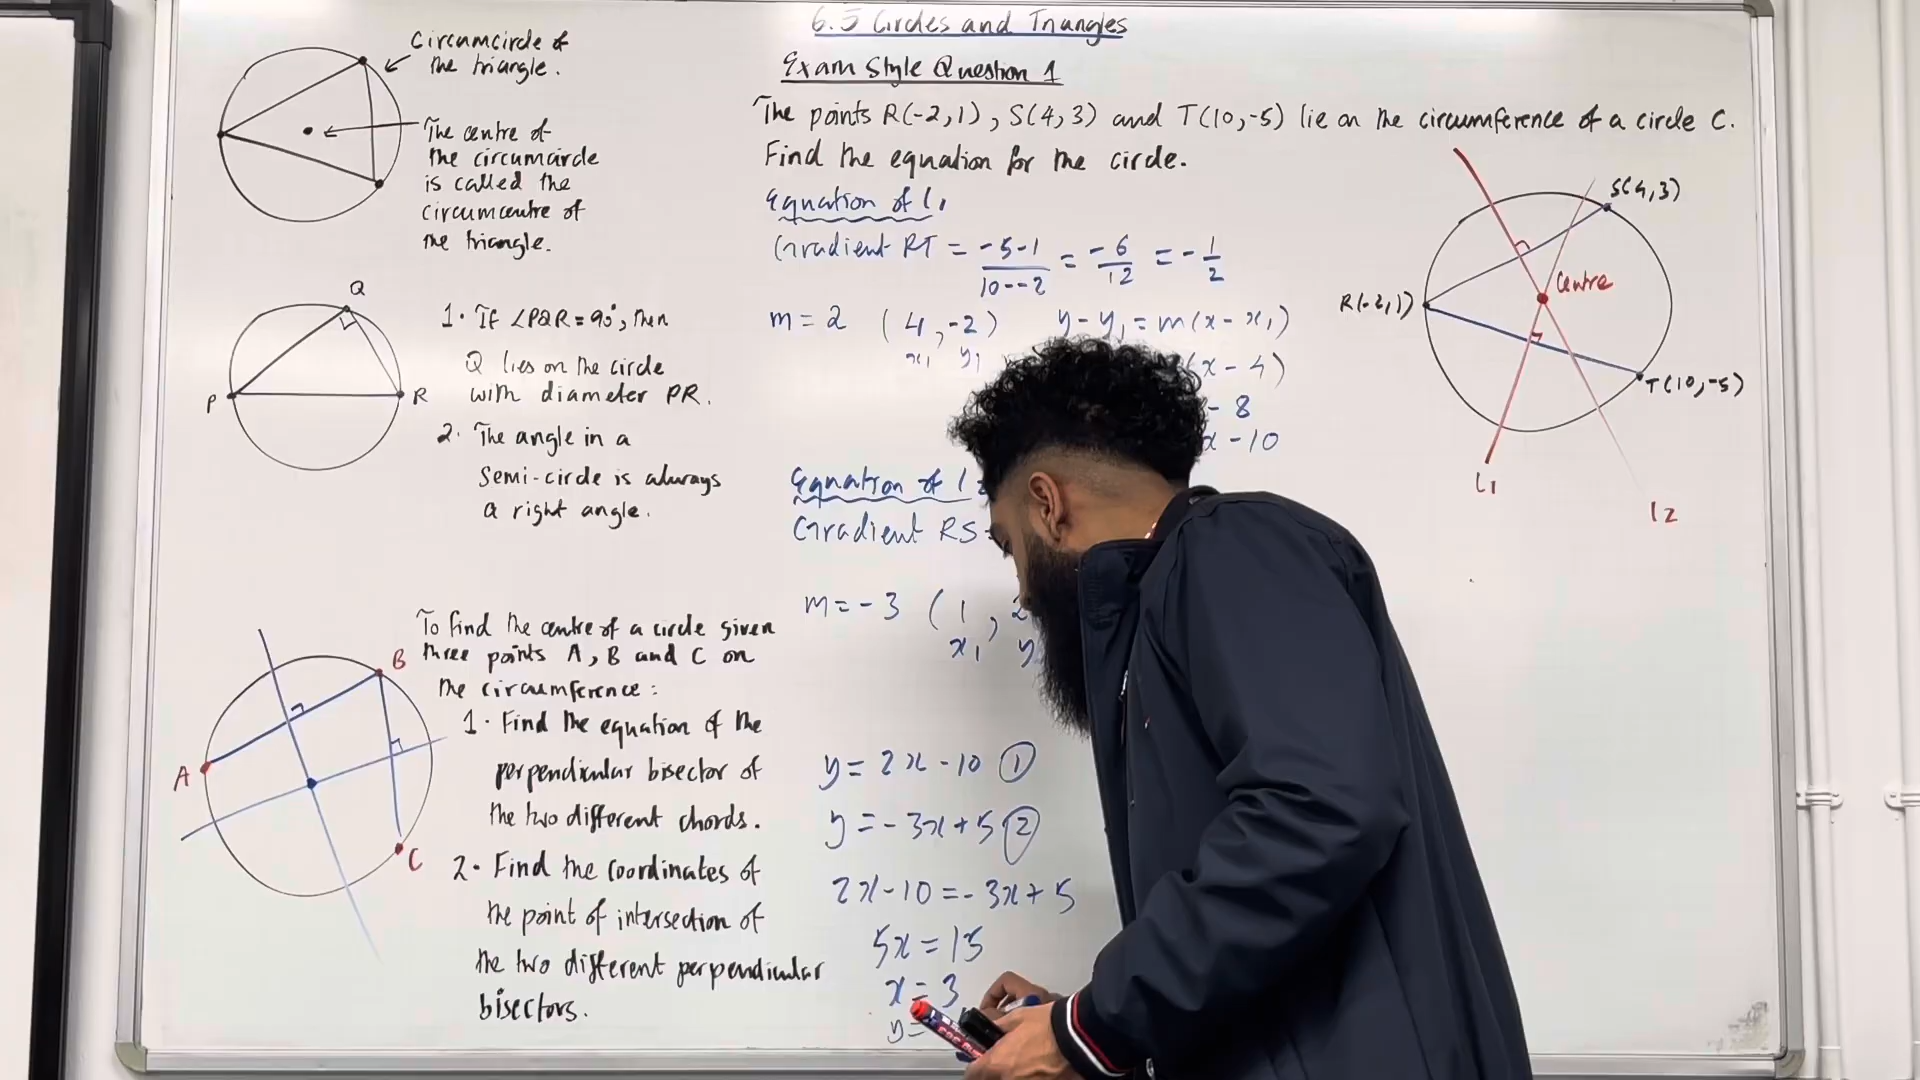 6.5 Circles and Triangles
Exam Style Question 1
The points R(-2,1), S(4,3) and T(10,-5) lie on the circumference of a circle C.
Find the equation for the circle.
Circumcircle of
the triangle.
The centre of
the circumcircle
is called the
circumcentre of
the triangle.
P
Q
R
1. If ∠PQR = 90°, then
Q lies on the circle
with diameter PR.
2. The angle in a
semi-circle is always
a right angle.
To find the centre of a circle given
three points A, B and C on
the circumference:
1. Find the equation of the
perpendicular bisector of
the two different chords.
2. Find the coordinates of
the point of intersection of
the two different perpendicular
bisectors.
A
B
C
Equation of l₁
Gradient RT = -5-1/10--2 = -6/12 = -1/2
m = 2 (4, -2) y - y₁ = m(x - x₁)
x₁ y₁
(x - 4)
- 8
x - 10
Equation of l
Gradient RS
m = -3 (1, 2
x₁ y
y = 2x - 10 ①
y = -3x + 5 ②
2x - 10 = -3x + 5
5x = 15
x = 3
y =
S(4,3)
Centre
R(-2,1)
T(10,-5)
l₁
l₂